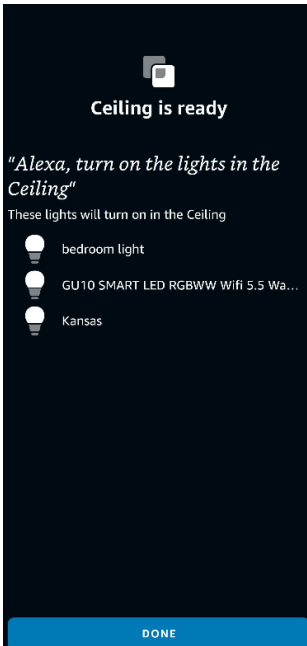 Ceiling is ready
"Alexa, turn on the lights in the
Ceiling"
These lights will turn on in the Ceiling
bedroom light
GU10 SMART LED RGBWW Wifi 5.5 Wa...
Kansas
DONE